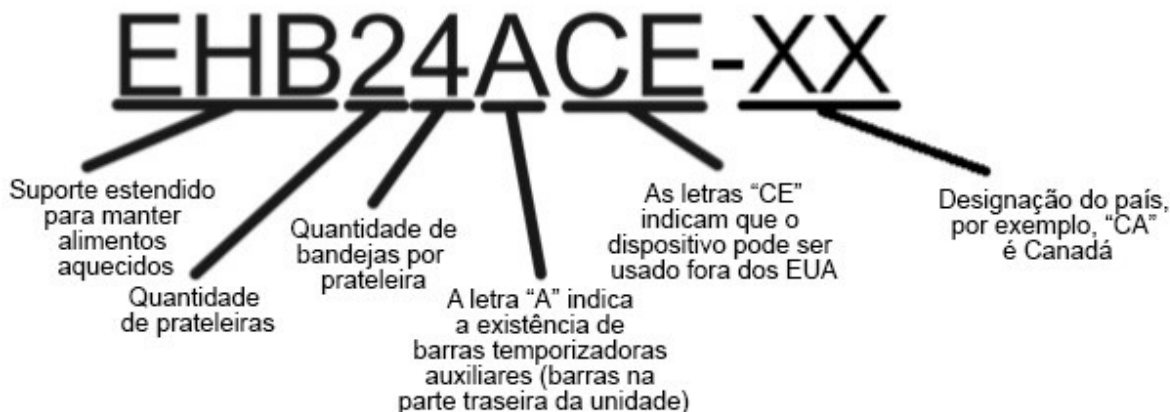 EHB24ACE-XX
Suporte estendido
para manter
alimentos
aquecidos
Quantidade
de prateleiras
Quantidade de
bandejas por
prateleira
A letra “A” indica
a existência de
barras temporizadoras
auxiliares (barras na
parte traseira da unidade)
As letras “CE”
indicam que o
dispositivo pode ser
usado fora dos EUA
Designação do país,
por exemplo, “CA”
é Canadá